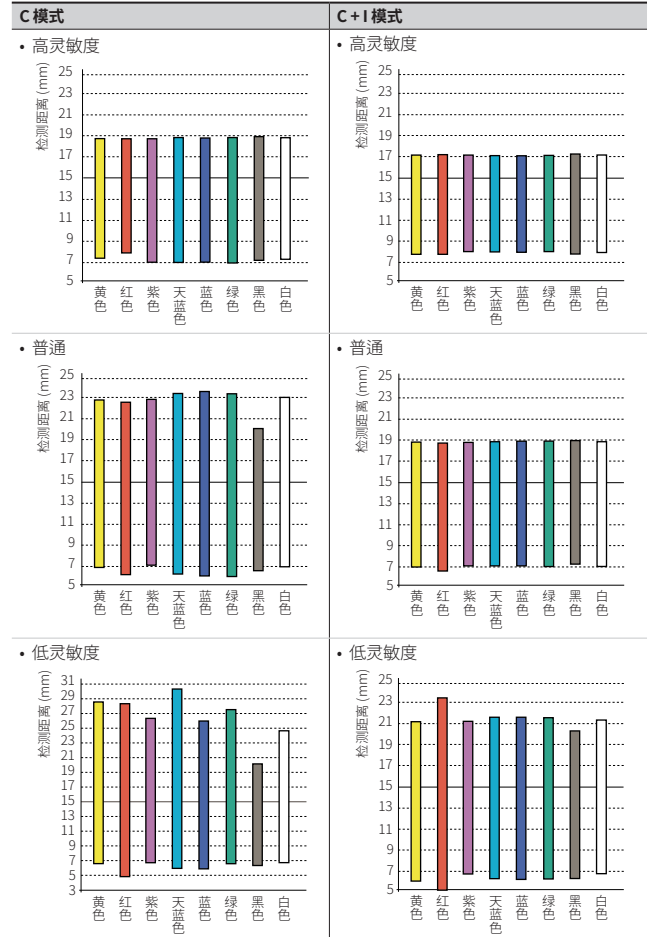 C 模式
C + I 模式
• 高灵敏度
检测距离 (mm)
25
23
21
19
17
15
13
11
9
7
5
黄色
红色
紫色
天蓝色
蓝色
绿色
黑色
白色
• 高灵敏度
检测距离 (mm)
25
23
21
19
17
15
13
11
9
7
5
黄色
红色
紫色
天蓝色
蓝色
绿色
黑色
白色
• 普通
检测距离 (mm)
25
23
21
19
17
15
13
11
9
7
5
黄色
红色
紫色
天蓝色
蓝色
绿色
黑色
白色
• 普通
检测距离 (mm)
25
23
21
19
17
15
13
11
9
7
5
黄色
红色
紫色
天蓝色
蓝色
绿色
黑色
白色
• 低灵敏度
检测距离 (mm)
31
29
27
25
23
21
19
17
15
13
11
9
7
5
3
黄色
红色
紫色
天蓝色
蓝色
绿色
黑色
白色
• 低灵敏度
检测距离 (mm)
25
23
21
19
17
15
13
11
9
7
5
黄色
红色
紫色
天蓝色
蓝色
绿色
黑色
白色